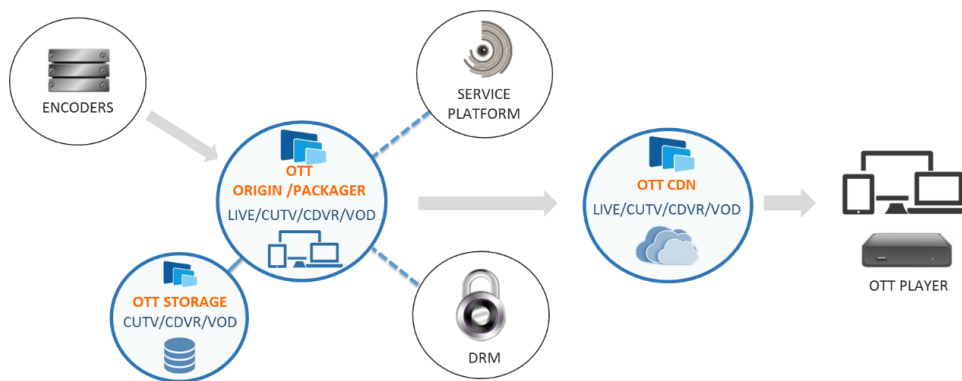 ENCODERS
SERVICE
PLATFORM
OTT
ORIGIN /PACKAGER
LIVE/CUTV/CDVR/VOD
OTT CDN
LIVE/CUTV/CDVR/VOD
OTT PLAYER
OTT STORAGE
CUTV/CDVR/VOD
DRM